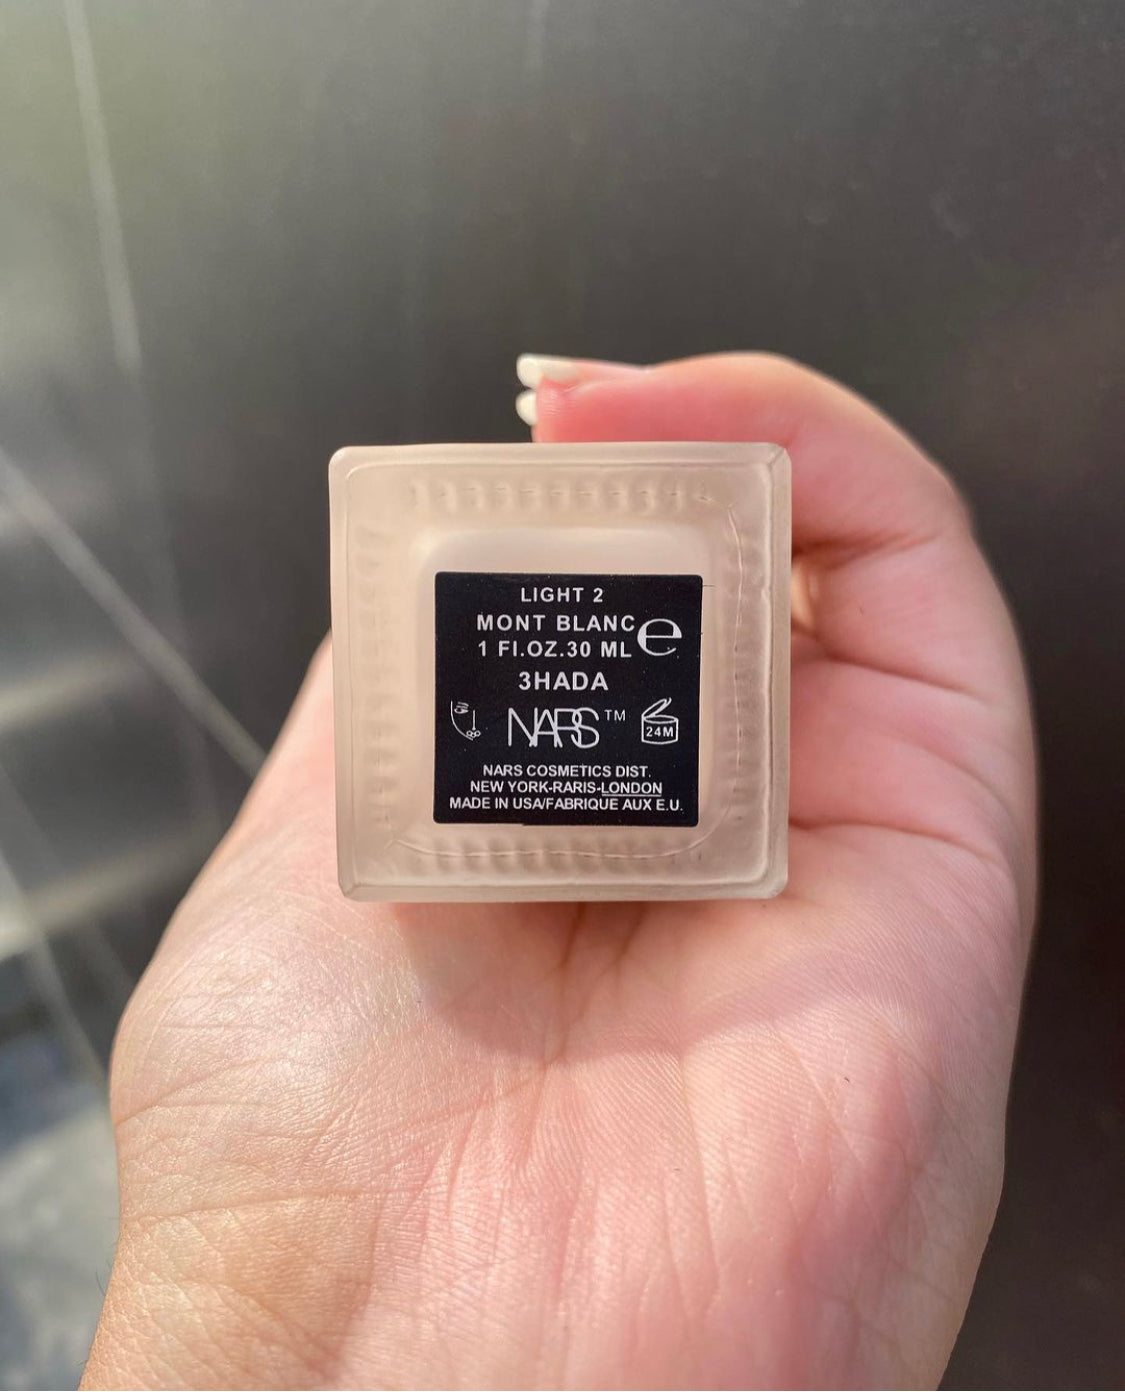 LIGHT 2
MONT BLANC e
1 FI.OZ.30 ML
3HADA
NARS™
24M
NARS COSMETICS DIST.
NEW YORK-RARIS-LONDON
MADE IN USA/FABRIQUE AUX E.U.